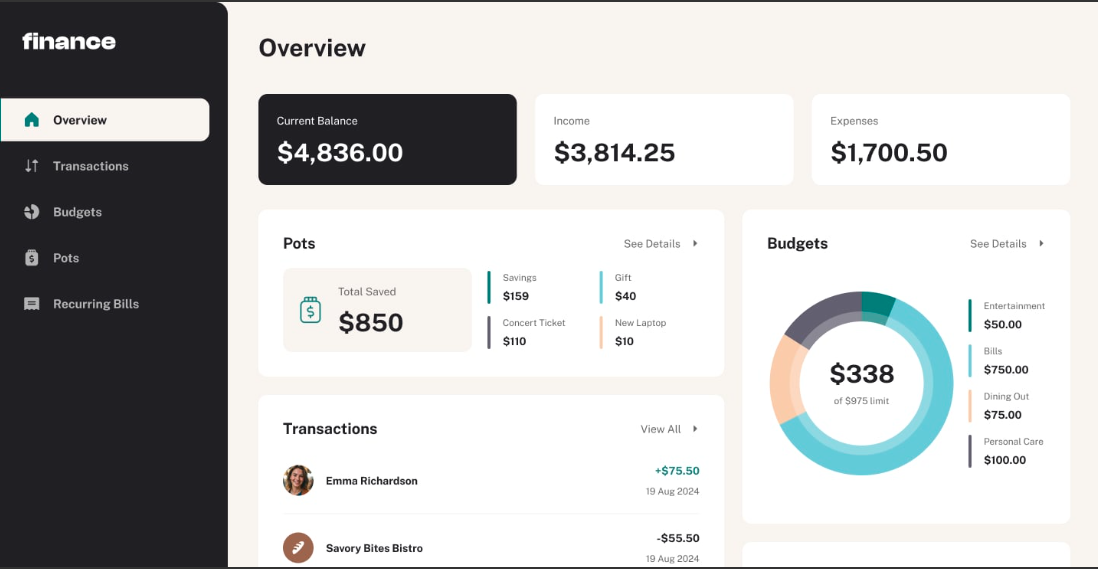 finance
Overview
Transactions
Budgets
Pots
Recurring Bills
Overview
Current Balance
$4,836.00
Income
$3,814.25
Expenses
$1,700.50
Pots
See Details
Total Saved
$850
Savings
$159
Gift
$40
Concert Ticket
$110
New Laptop
$10
Budgets
See Details
$338
of $975 limit
Entertainment
$50.00
Bills
$750.00
Dining Out
$75.00
Personal Care
$100.00
Transactions
View All
Emma Richardson
+$75.50
19 Aug 2024
Savory Bites Bistro
-$55.50
19 Aug 2024